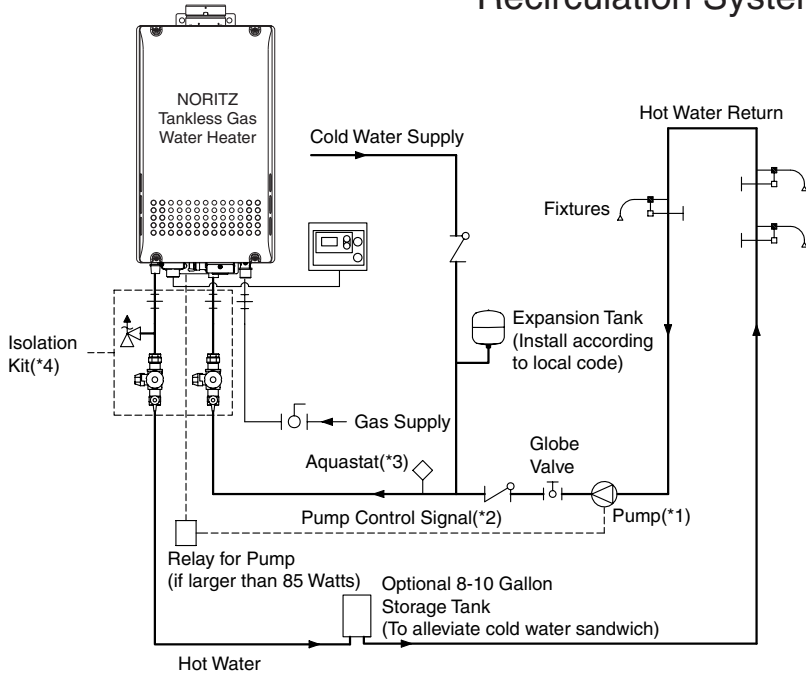 Recirculation System
NORITZ
Tankless Gas
Water Heater
Cold Water Supply
Hot Water Return
Fixtures
Expansion Tank
(Install according
to local code)
Isolation
Kit(*4)
Gas Supply
Globe
Valve
Aquastat(*3)
Pump Control Signal(*2)
Pump(*1)
Relay for Pump
(if larger than 85 Watts)
Optional 8-10 Gallon
Storage Tank
(To alleviate cold water sandwich)
Hot Water